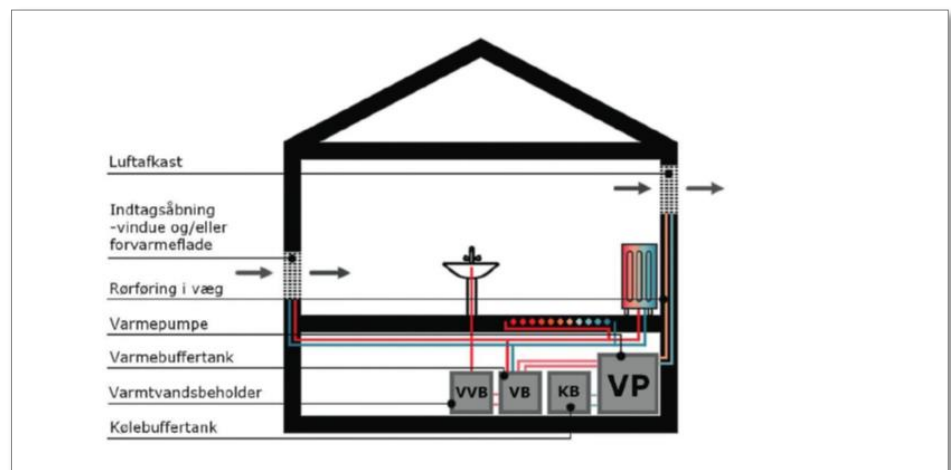 Luftafkast
Indtagsåbning
-vindue og/eller
forvarmeflade
Rørføring i væg
Varmepumpe
Varmebuffertank
Varmtvandsbeholder
Kølebuffertank
VVB
VB
KB
VP